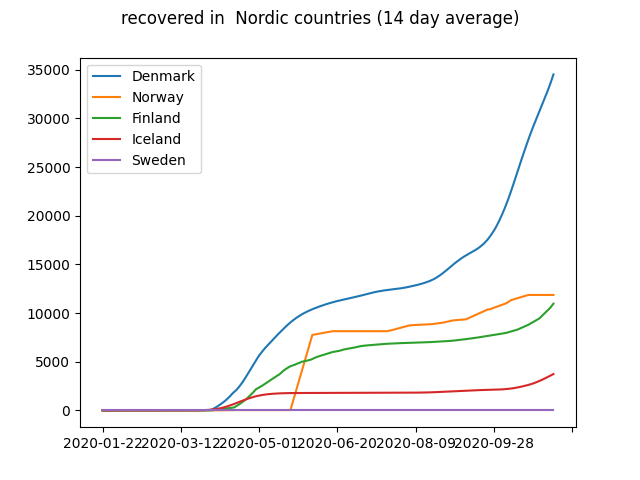 recovered in  Nordic countries (14 day average)
35000
30000
25000
20000
15000
10000
5000
0
Denmark
Norway
Finland
Iceland
Sweden
2020-01-22 2020-03-12 2020-05-01 2020-06-20 2020-08-09 2020-09-28